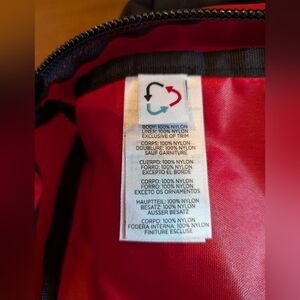 BODY: 100% NYLON
LINER: 100% NYLON
EXCLUSIVE OF TRIM
CORPS: 100% NYLON
DOUBLURE: 100% NYLON
SAUF GARNITURE
CUERPO: 100% NYLON
FORRO: 100% NYLON
EXCEPTO EL BORDE
CORPO: 100% NYLON
FORRO: 100% NYLON
EXCETO OS ORNAMENTOS
HAUPTTEIL: 100% NYLON
BESATZ: 100% NYLON
AUSSER BESATZ
CORPO: 100% NYLON
FODERA INTERNA: 100% NYLON
FINITURE ESCLUSE